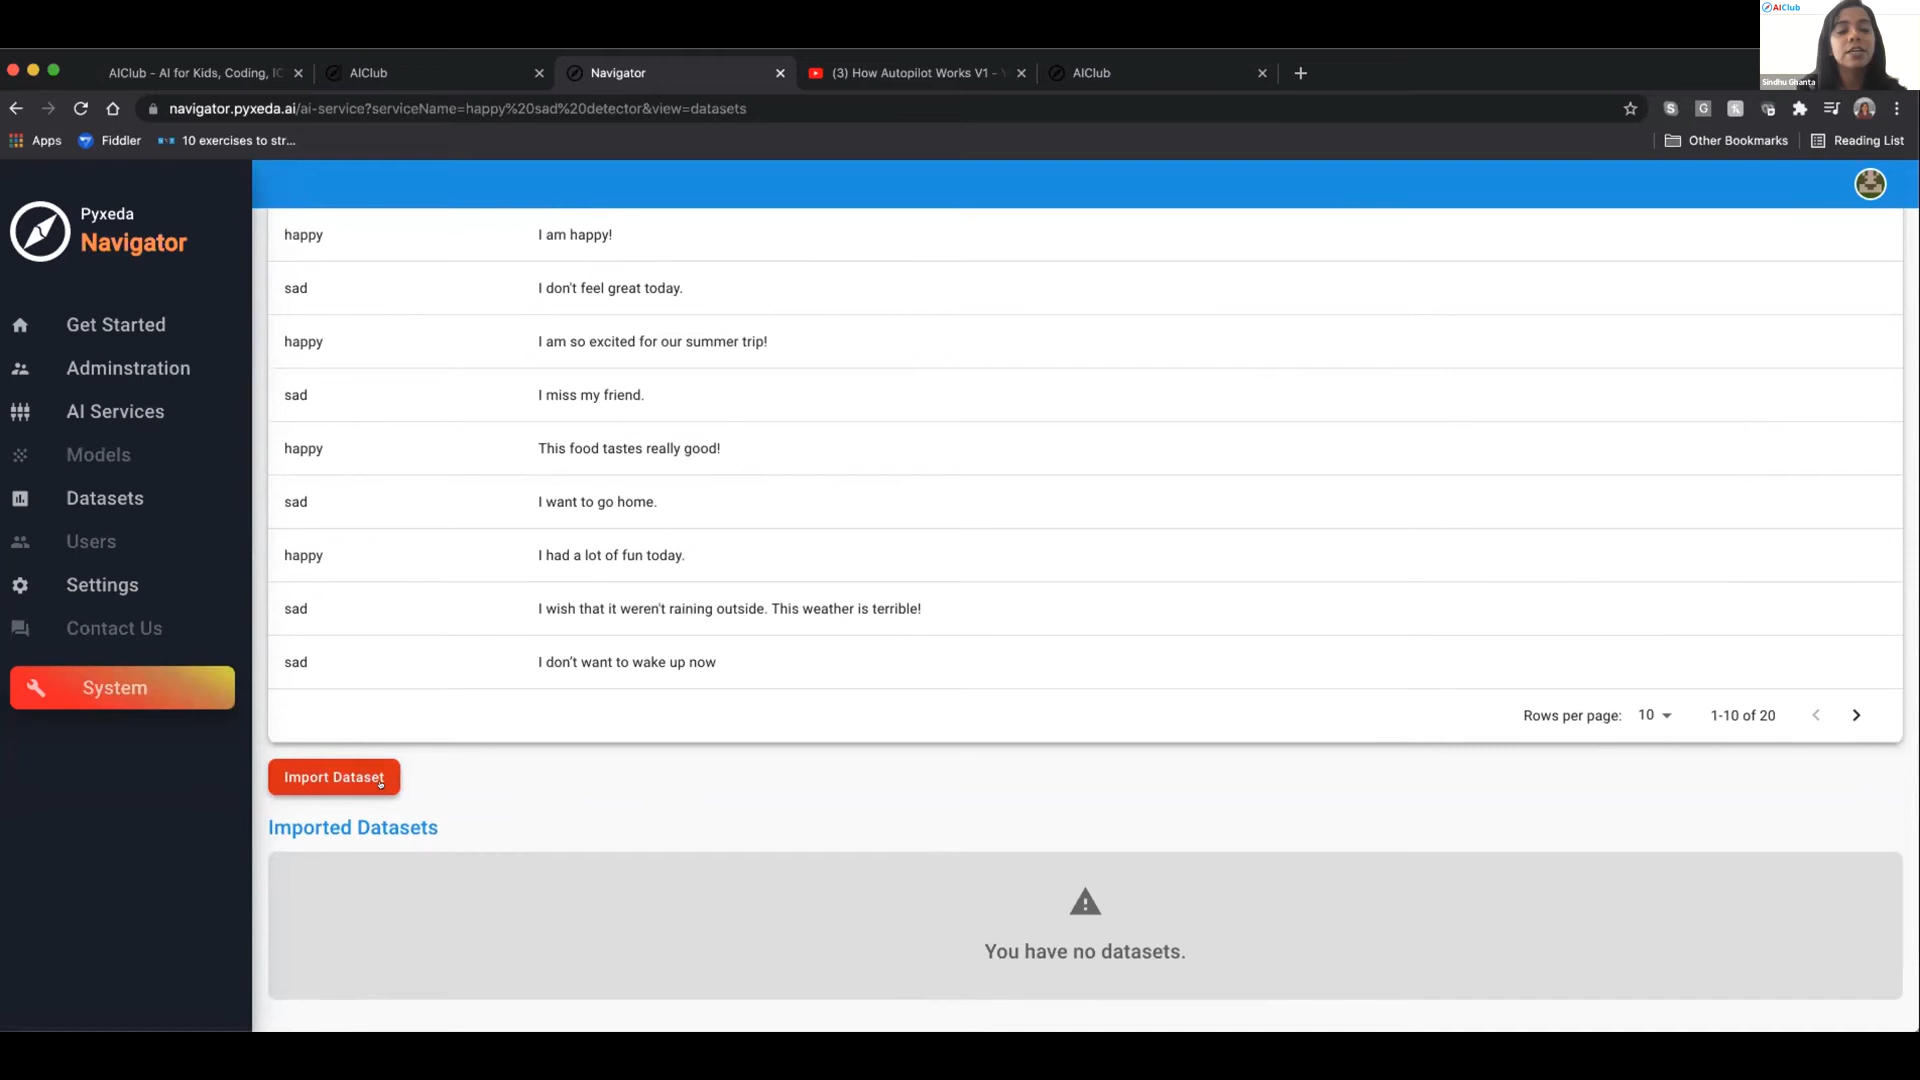 AIClub
Sindhu Ghanta
AIClub - AI for Kids, Coding, IC
AIClub
Navigator
(3) How Autopilot Works V1 -
AIClub
navigator.pyxeda.ai/ai-service?serviceName=happy%20sad%20detector&view=datasets
Apps
Fiddler
10 exercises to str...
Other Bookmarks
Reading List
Pyxeda
Navigator
Get Started
Adminstration
AI Services
Models
Datasets
Users
Settings
Contact Us
System
happy I am happy!
sad I don't feel great today.
happy I am so excited for our summer trip!
sad I miss my friend.
happy This food tastes really good!
sad I want to go home.
happy I had a lot of fun today.
sad I wish that it weren't raining outside. This weather is terrible!
sad I don’t want to wake up now
Rows per page: 10 1-10 of 20
Import Dataset
Imported Datasets
You have no datasets.